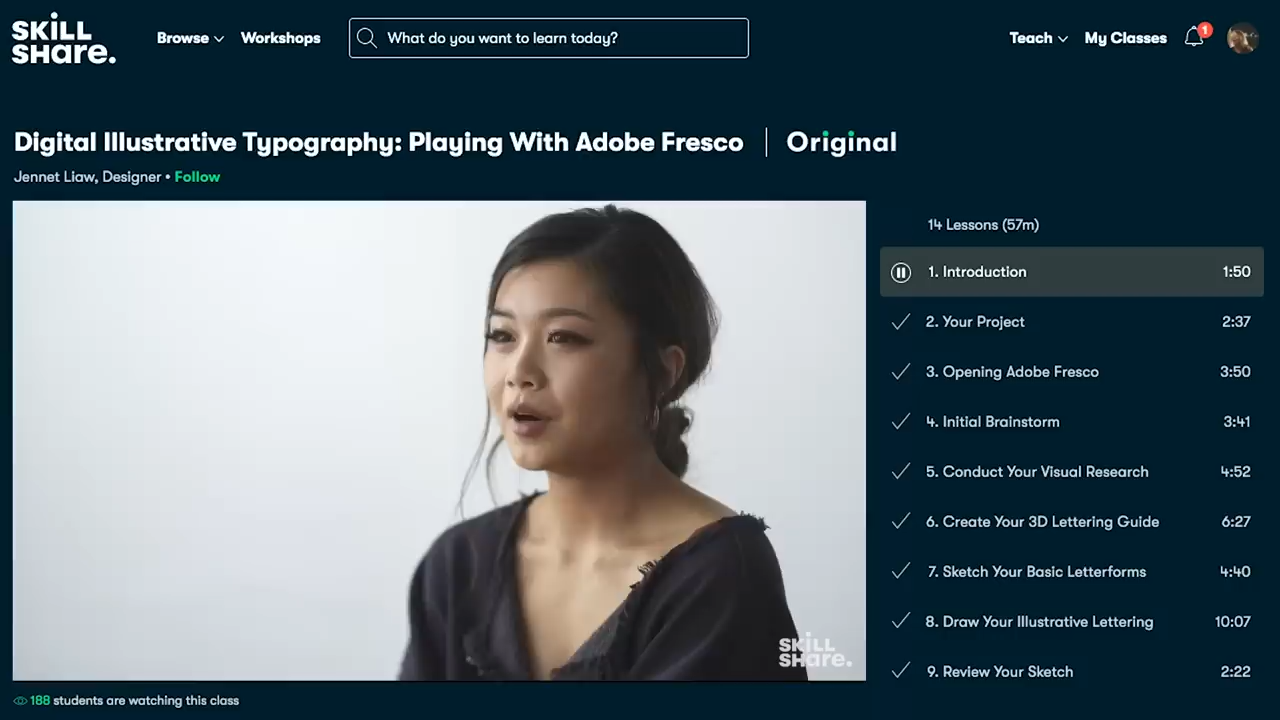 SKILL
SHare.
Browse
Workshops
What do you want to learn today?
Teach
My Classes
1
Digital Illustrative Typography: Playing With Adobe Fresco | Original
Jennet Liaw, Designer • Follow
14 Lessons (57m)
1. Introduction 1:50
2. Your Project 2:37
3. Opening Adobe Fresco 3:50
4. Initial Brainstorm 3:41
5. Conduct Your Visual Research 4:52
6. Create Your 3D Lettering Guide 6:27
7. Sketch Your Basic Letterforms 4:40
8. Draw Your Illustrative Lettering 10:07
9. Review Your Sketch 2:22
SKILL
SHare.
188 students are watching this class